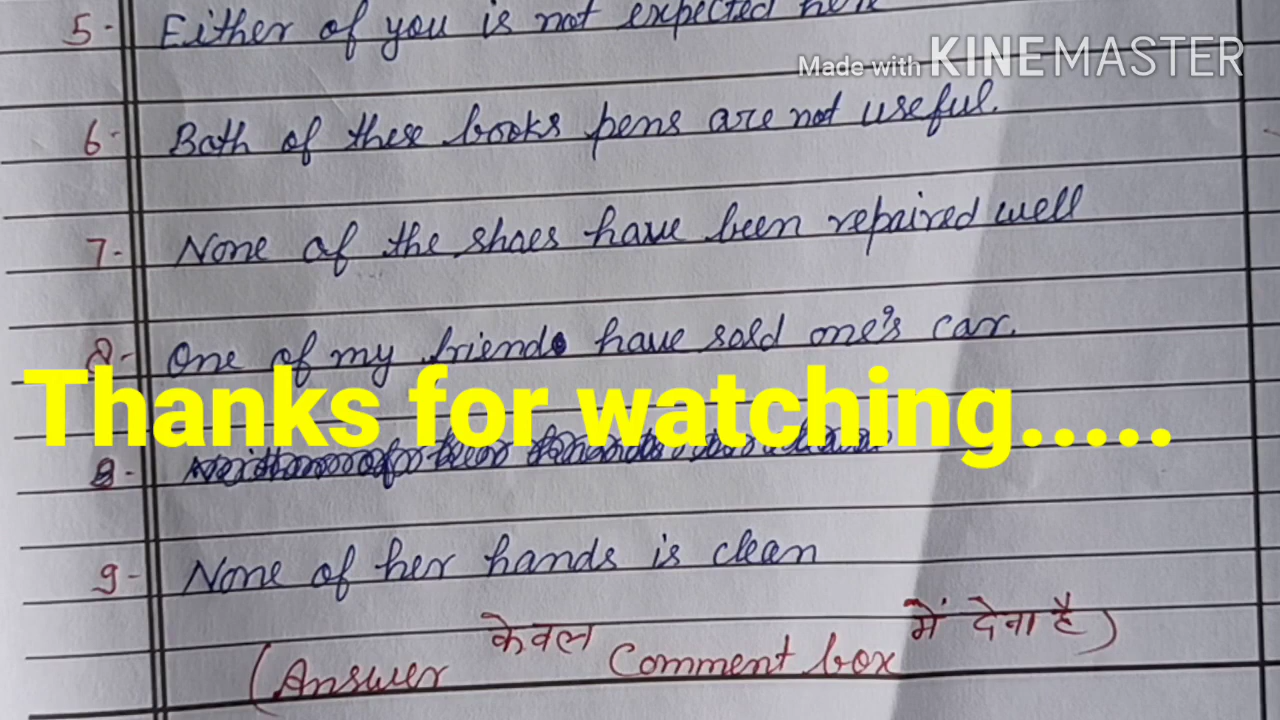 5- Either of you is not expected here
Made with KINEMASTER
6- Both of these books pens are not useful.
7- None of the shoes have been repaired well
8- One of my friends have sold one's car.
Thanks for watching.....
8-
9- None of her hands is clean
(Answer केवल Comment box में देना है)